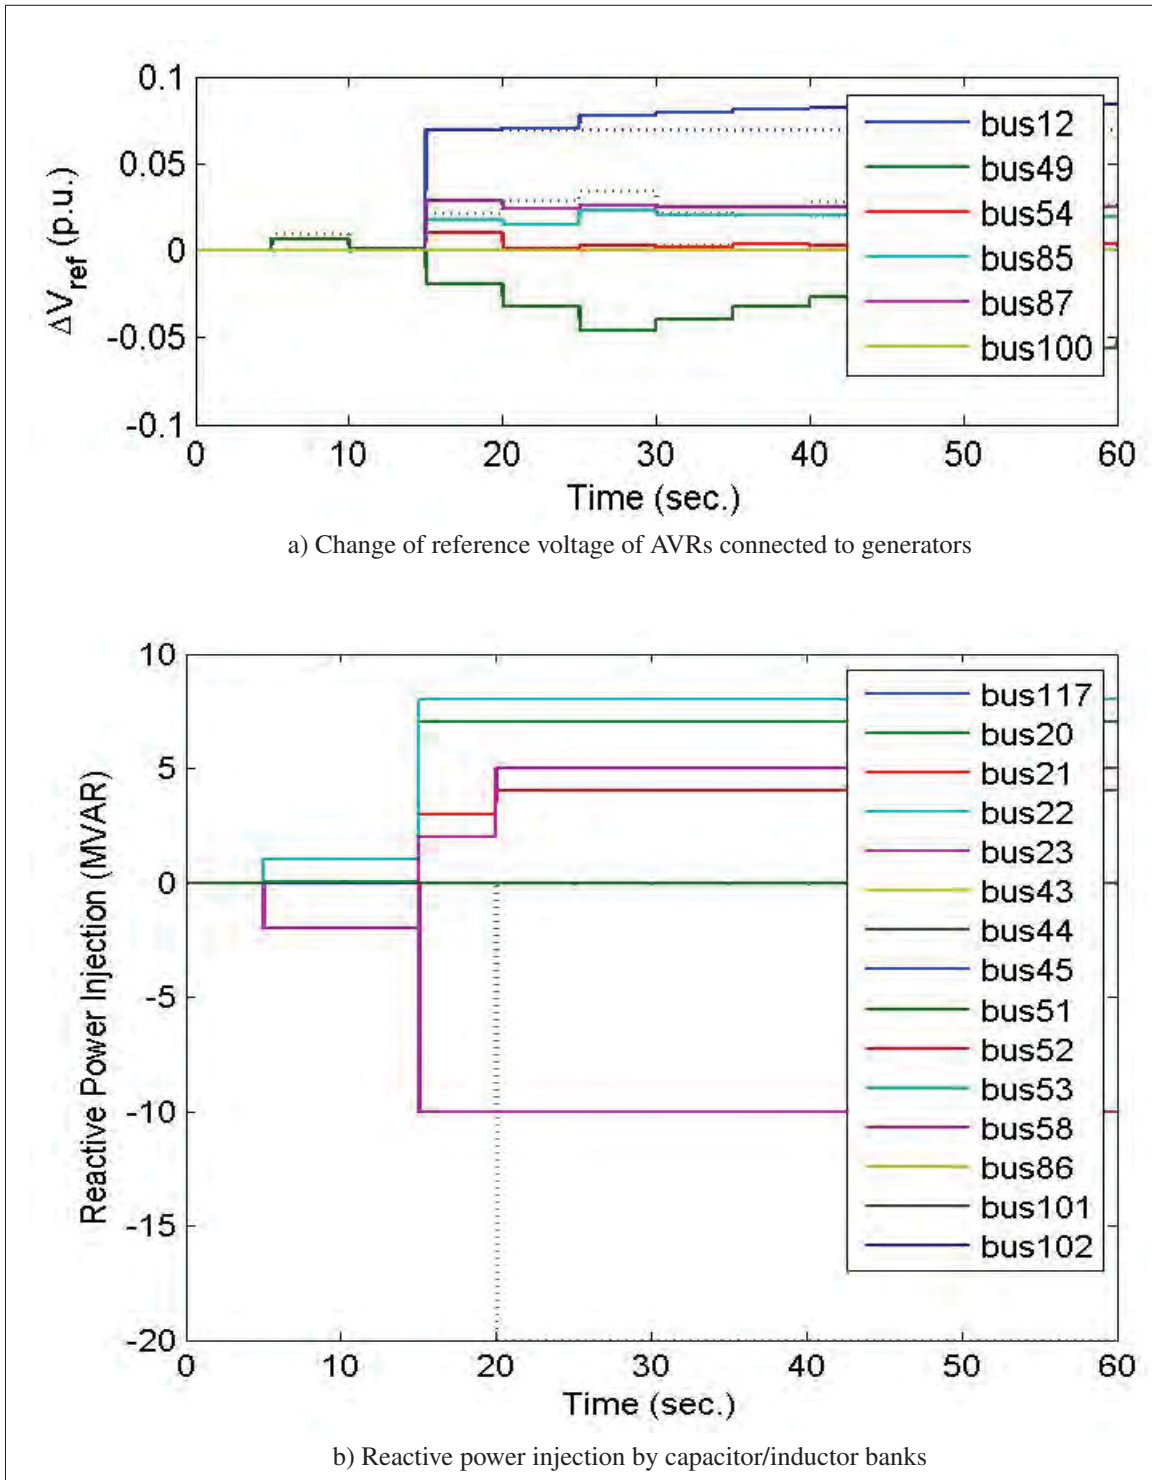 0.1
0.05
0
-0.05
-0.1
ΔVref (p.u.)
bus12
bus49
bus54
bus85
bus87
bus100
0 10 20 30 40 50 60
Time (sec.)
a) Change of reference voltage of AVRs connected to generators
10
5
0
-5
-10
-15
-20
Reactive Power Injection (MVAR)
bus117
bus20
bus21
bus22
bus23
bus43
bus44
bus45
bus51
bus52
bus53
bus58
bus86
bus101
bus102
0 10 20 30 40 50 60
Time (sec.)
b) Reactive power injection by capacitor/inductor banks